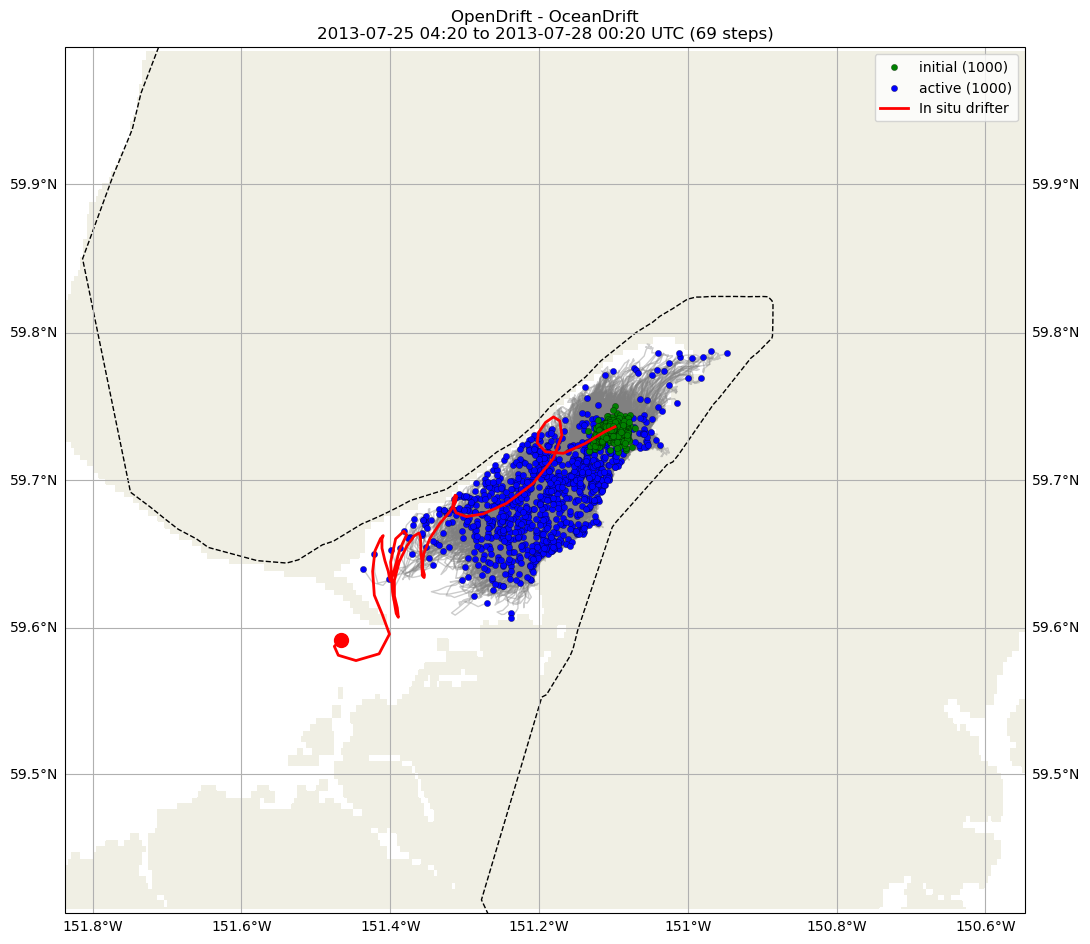 OpenDrift - OceanDrift
2013-07-25 04:20 to 2013-07-28 00:20 UTC (69 steps)
initial (1000)
active (1000)
In situ drifter
59.9°N 59.9°N
59.8°N 59.8°N
59.7°N 59.7°N
59.6°N 59.6°N
59.5°N 59.5°N
151.8°W 151.6°W 151.4°W 151.2°W 151°W 150.8°W 150.6°W